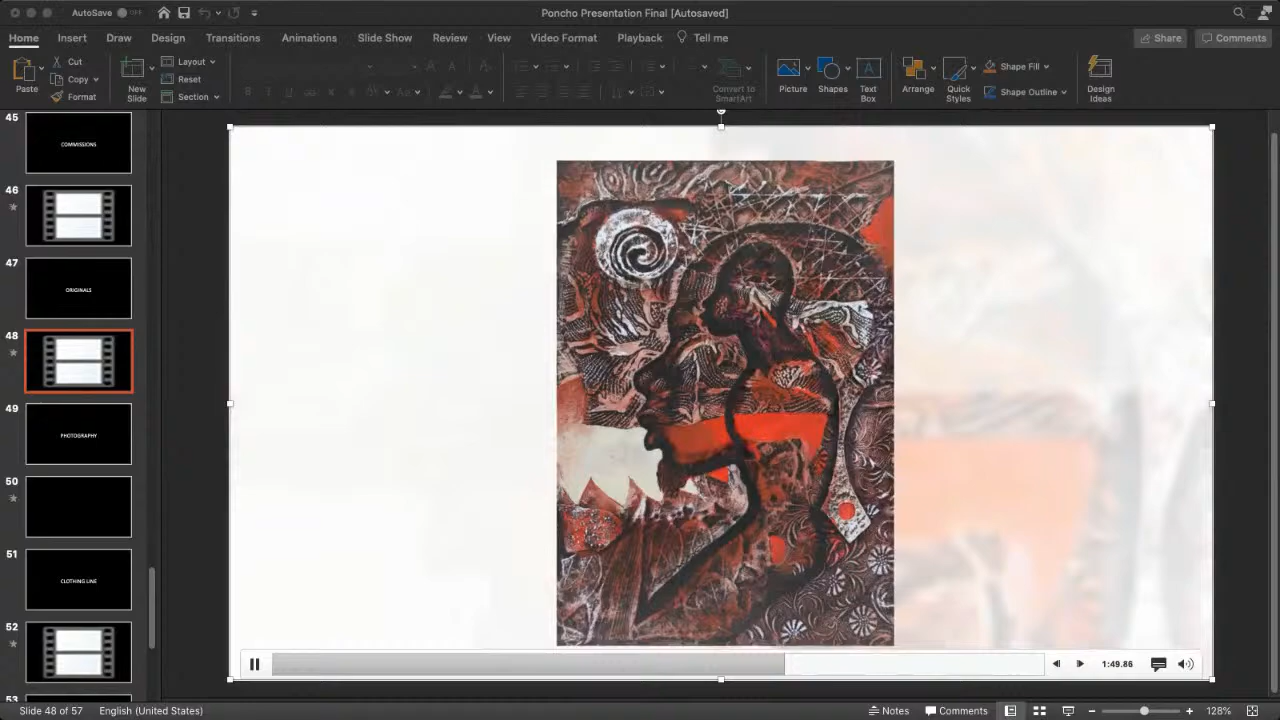 AutoSave OFF
Poncho Presentation Final [Autosaved]
Home Insert Draw Design Transitions Animations Slide Show Review View Video Format Playback Tell me
Share Comments
Paste
Cut
Copy
Format
New Slide
Layout
Reset
Section
Convert to SmartArt
Picture
Shapes
Text Box
Arrange
Quick Styles
Shape Fill
Shape Outline
Design Ideas
45
COMMISSIONS
46
47
ORIGINALS
48
49
PHOTOGRAPHY
50
51
CLOTHING LINE
52
53
1:49.86
Slide 48 of 57 English (United States)
Notes Comments 128%